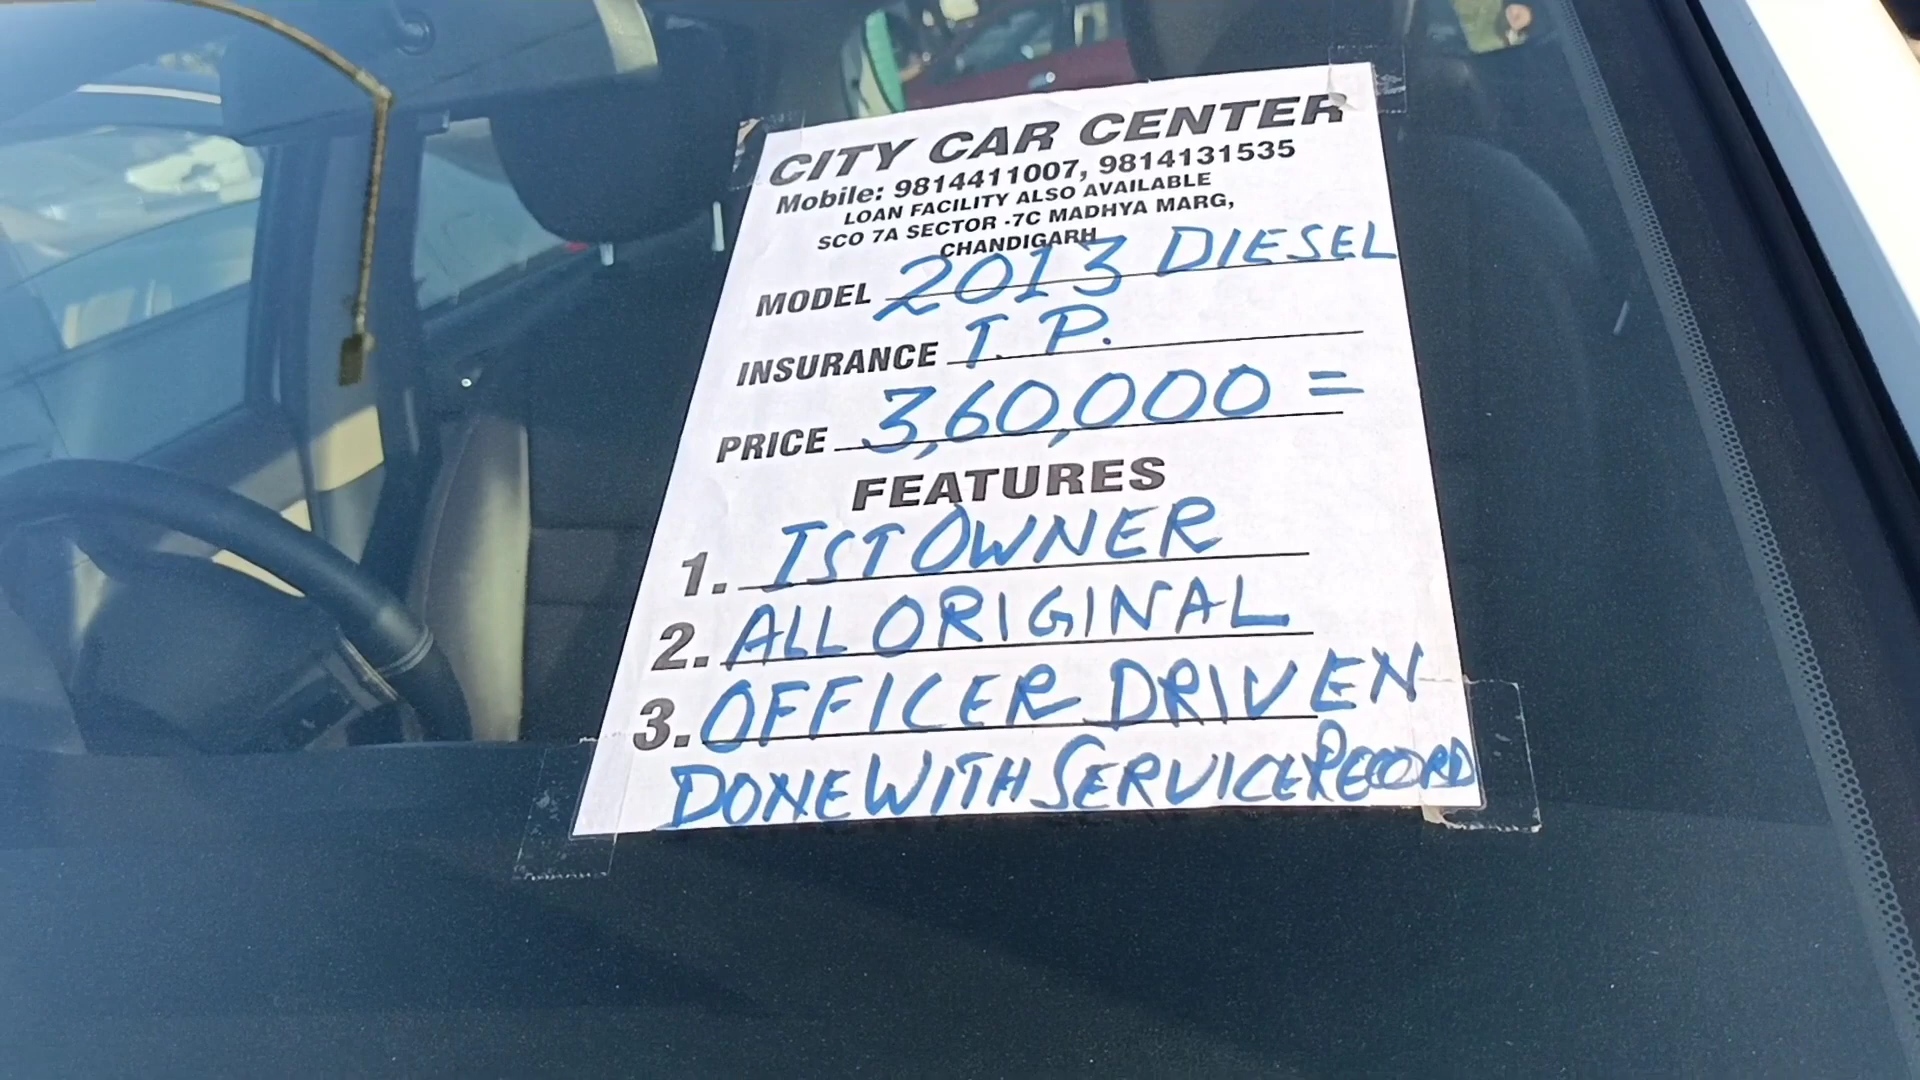 CITY CAR CENTER
Mobile: 9814411007, 9814131535
LOAN FACILITY ALSO AVAILABLE
SCO 7A SECTOR -7C MADHYA MARG,
CHANDIGARH
MODEL 2013 DIESEL
INSURANCE T.P.
PRICE 3,60,000=
FEATURES
1. IST OWNER
2. ALL ORIGINAL
3. OFFICER DRIVEN
DONE WITH SERVICE RECORD